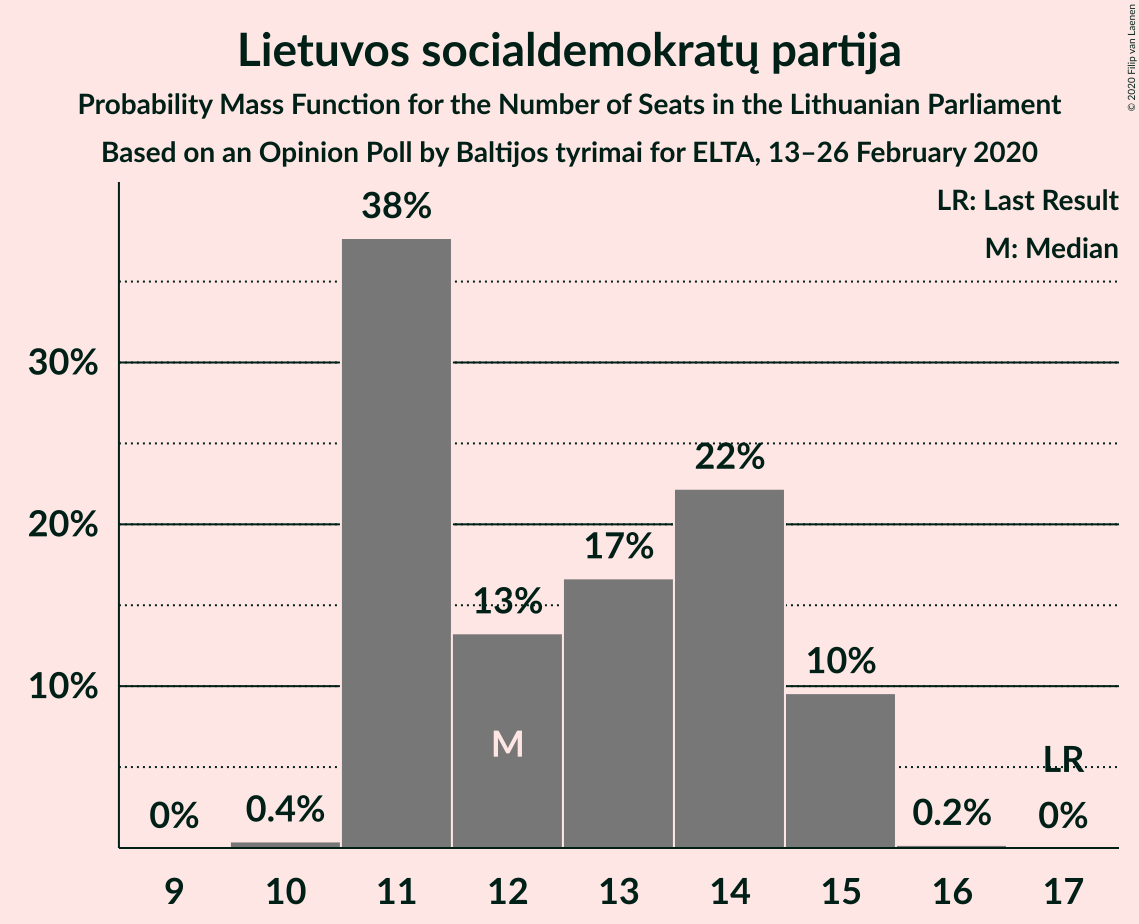 Lietuvos socialdemokratų partija
Probability Mass Function for the Number of Seats in the Lithuanian Parliament
Based on an Opinion Poll by Baltijos tyrimai for ELTA, 13–26 February 2020
© 2020 Filip van Laenen
LR: Last Result
M: Median
38%
30%
22%
20%
17%
13%
10%
10%
M
LR
0%
0.4%
0.2%
0%
9 10 11 12 13 14 15 16 17